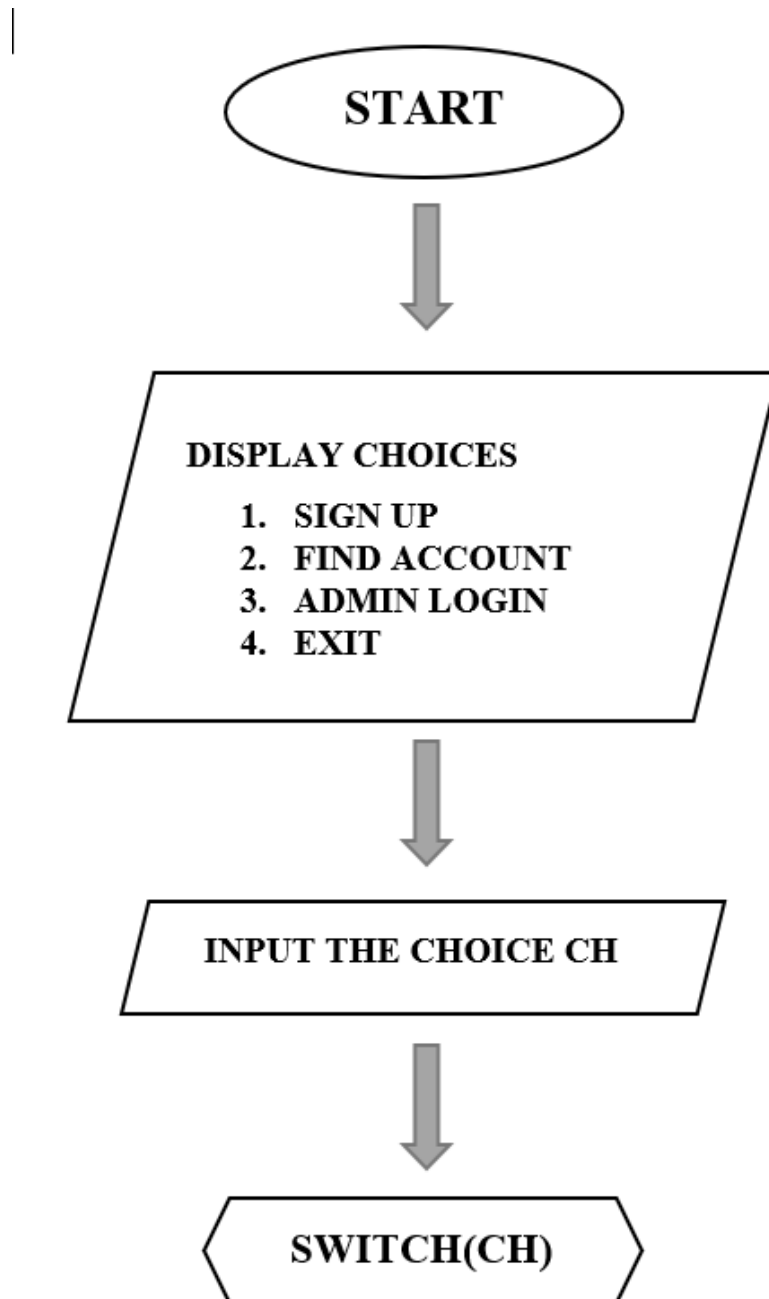 START
DISPLAY CHOICES
1. SIGN UP
2. FIND ACCOUNT
3. ADMIN LOGIN
4. EXIT
INPUT THE CHOICE CH
SWITCH(CH)